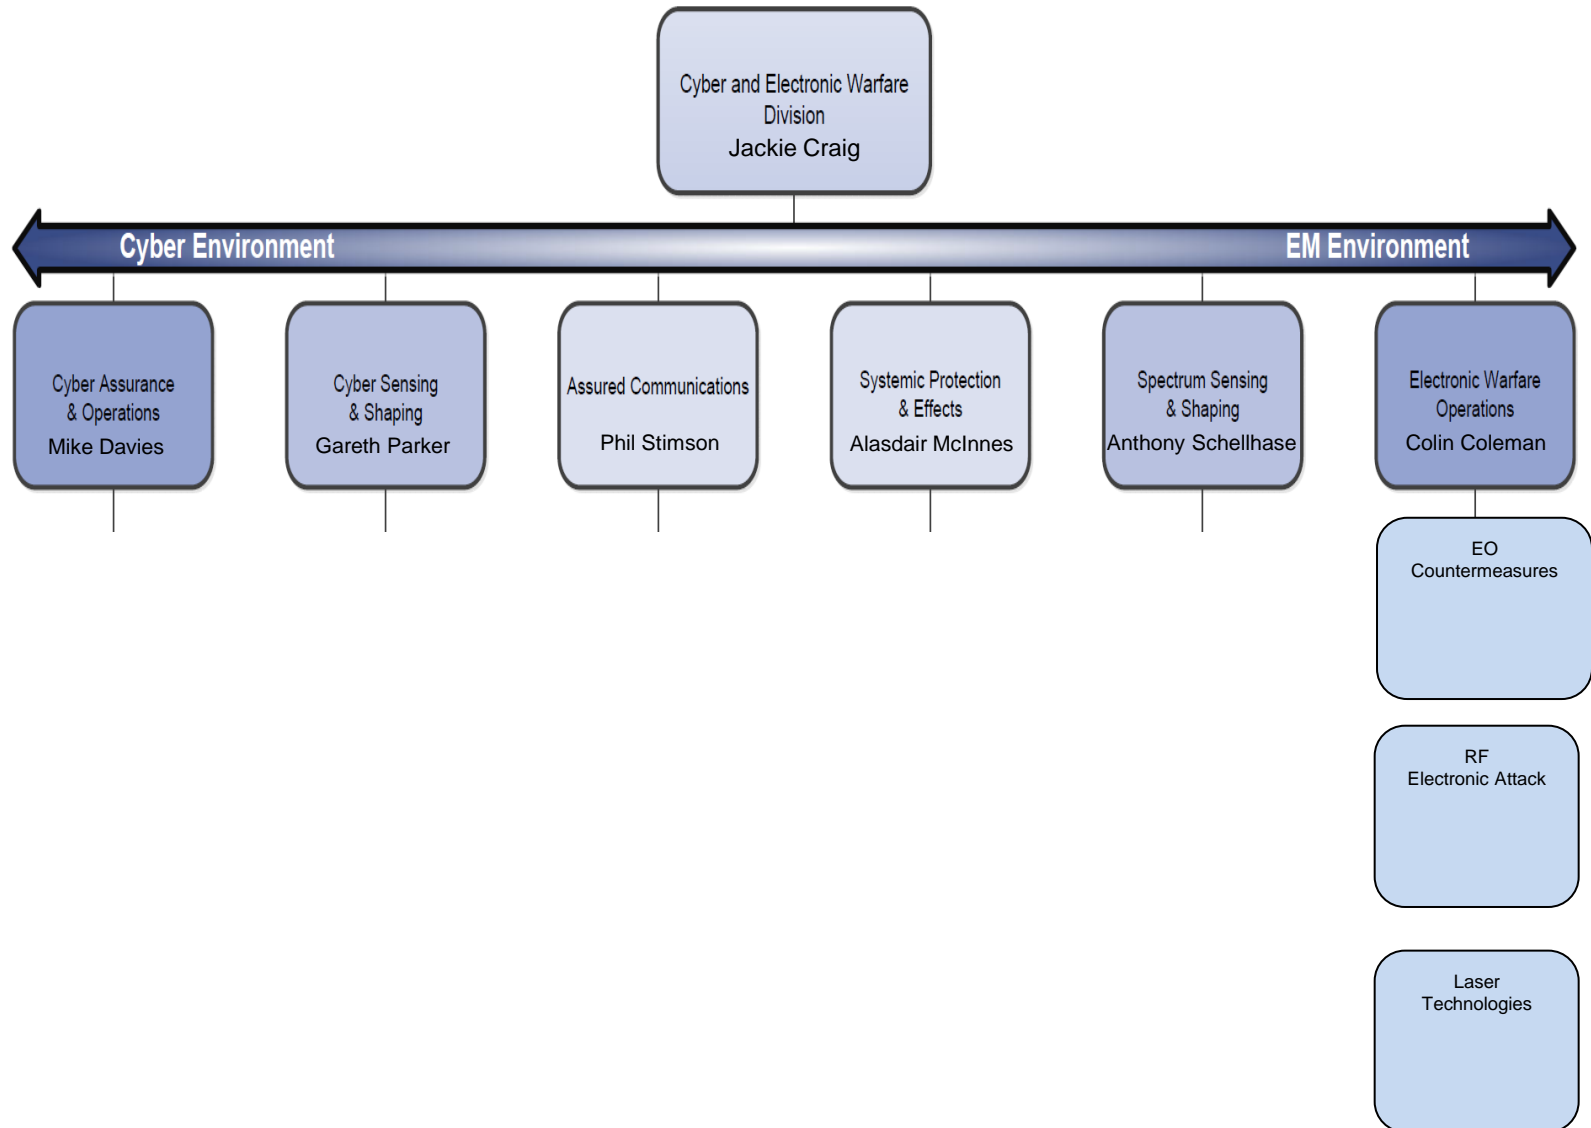 Cyber and Electronic Warfare
Division
Jackie Craig
Cyber Environment
EM Environment
Cyber Assurance
& Operations
Mike Davies
Cyber Sensing
& Shaping
Gareth Parker
Assured Communications
Phil Stimson
Systemic Protection
& Effects
Alasdair McInnes
Spectrum Sensing
& Shaping
Anthony Schellhase
Electronic Warfare
Operations
Colin Coleman
EO
Countermeasures
RF
Electronic Attack
Laser
Technologies